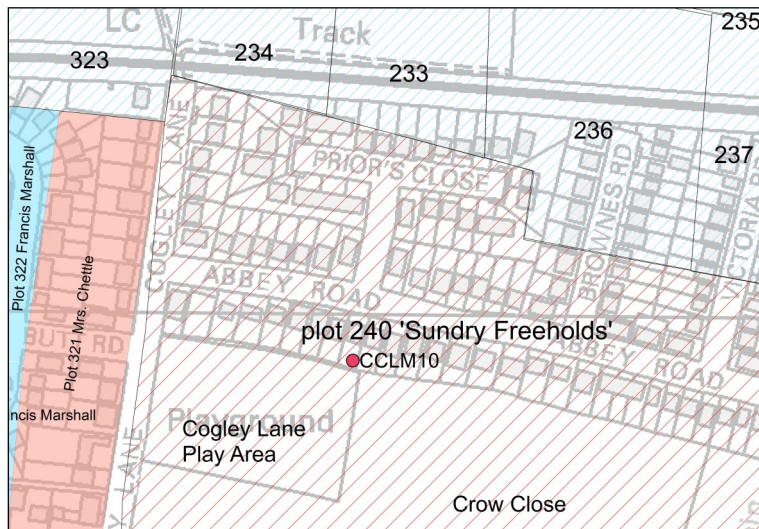 LC
Track
235
323
234
233
236
237
COGLEY LANE
PRIOR'S CLOSE
BROWNES RD
Plot 322 Francis Marshall
Plot 321 Mrs. Chettle
ABBEY ROAD
plot 240 'Sundry Freeholds'
ABBEY ROAD
CCLM10
ncis Marshall
Playground
Cogley Lane
Play Area
LANE
Crow Close